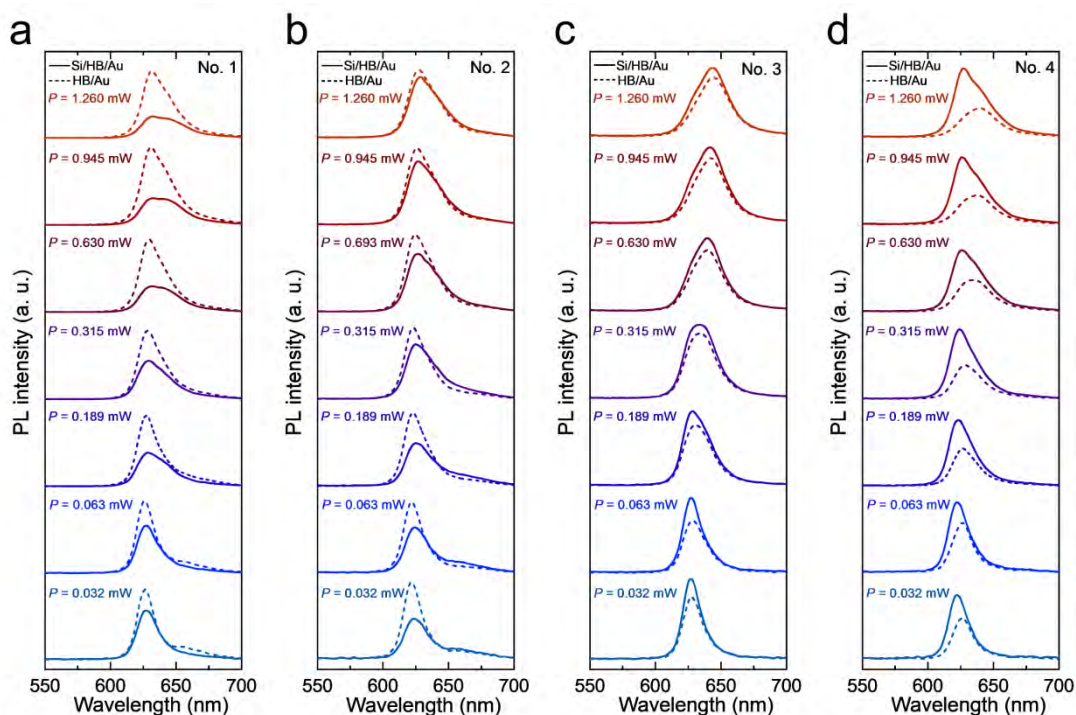 a
Si/HB/Au
HB/Au
No. 1
P = 1.260 mW
P = 0.945 mW
P = 0.630 mW
P = 0.315 mW
P = 0.189 mW
P = 0.063 mW
P = 0.032 mW
PL intensity (a. u.)
550 600 650 700
Wavelength (nm)
b
Si/HB/Au
HB/Au
No. 2
P = 1.260 mW
P = 0.945 mW
P = 0.693 mW
P = 0.315 mW
P = 0.189 mW
P = 0.063 mW
P = 0.032 mW
PL intensity (a. u.)
550 600 650 700
Wavelength (nm)
c
Si/HB/Au
HB/Au
No. 3
P = 1.260 mW
P = 0.945 mW
P = 0.630 mW
P = 0.315 mW
P = 0.189 mW
P = 0.063 mW
P = 0.032 mW
PL intensity (a. u.)
550 600 650 700
Wavelength (nm)
d
Si/HB/Au
HB/Au
No. 4
P = 1.260 mW
P = 0.945 mW
P = 0.630 mW
P = 0.315 mW
P = 0.189 mW
P = 0.063 mW
P = 0.032 mW
PL intensity (a. u.)
550 600 650 700
Wavelength (nm)